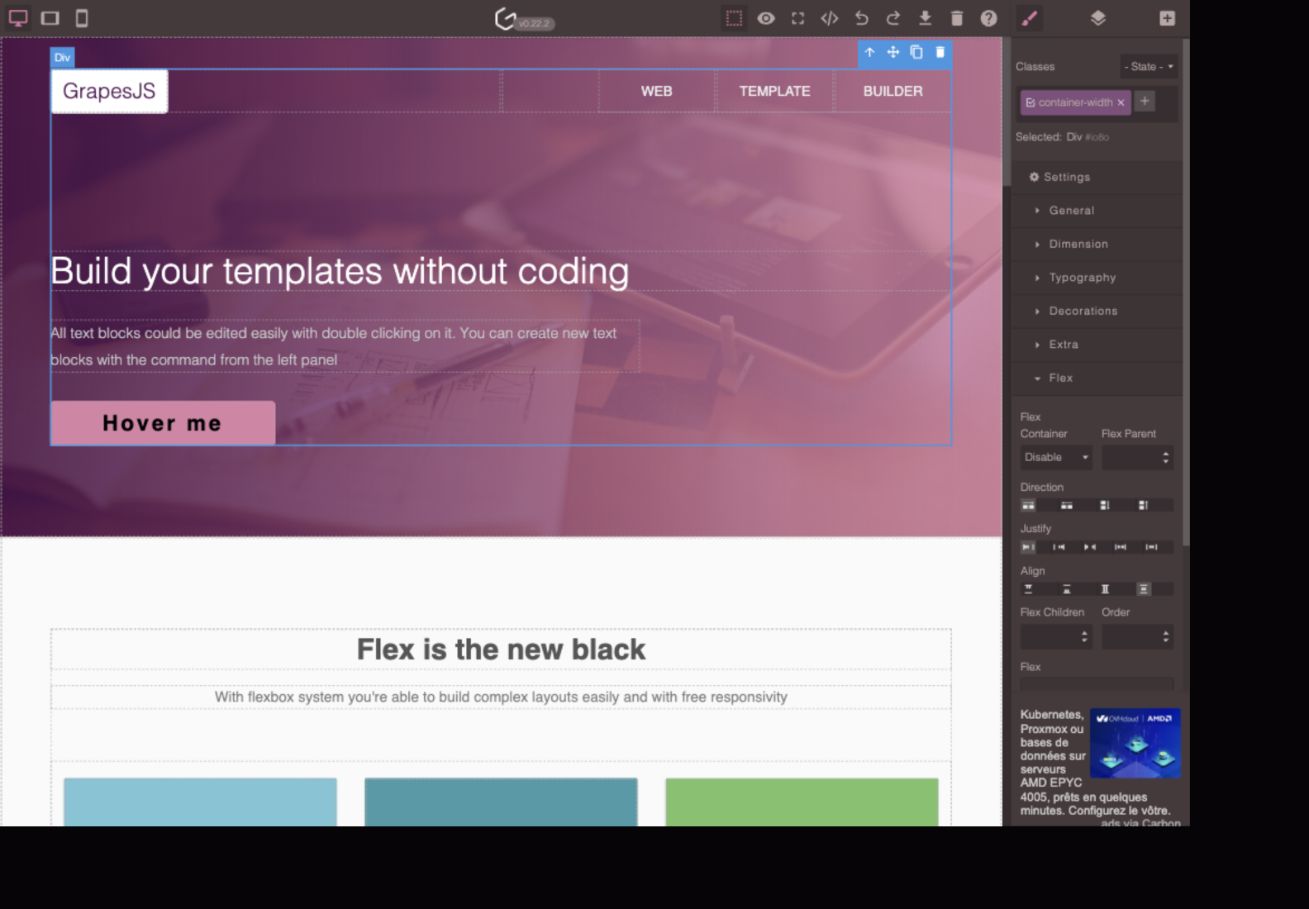 v0.22.2
Div
GrapesJS
WEB
TEMPLATE
BUILDER
Build your templates without coding
All text blocks could be edited easily with double clicking on it. You can create new text
blocks with the command from the left panel
Hover me
Flex is the new black
With flexbox system you're able to build complex layouts easily and with free responsivity
Classes
- State -
container-width
Selected: Div #io8o
Settings
General
Dimension
Typography
Decorations
Extra
Flex
Flex
Container
Flex Parent
Disable
Direction
Justify
Align
Flex Children
Order
Flex
Kubernetes,
Proxmox ou
bases de
données sur
serveurs
AMD EPYC
4005, prêts en quelques
minutes. Configurez le vôtre.
OVHcloud | AMD
ads via Carbon